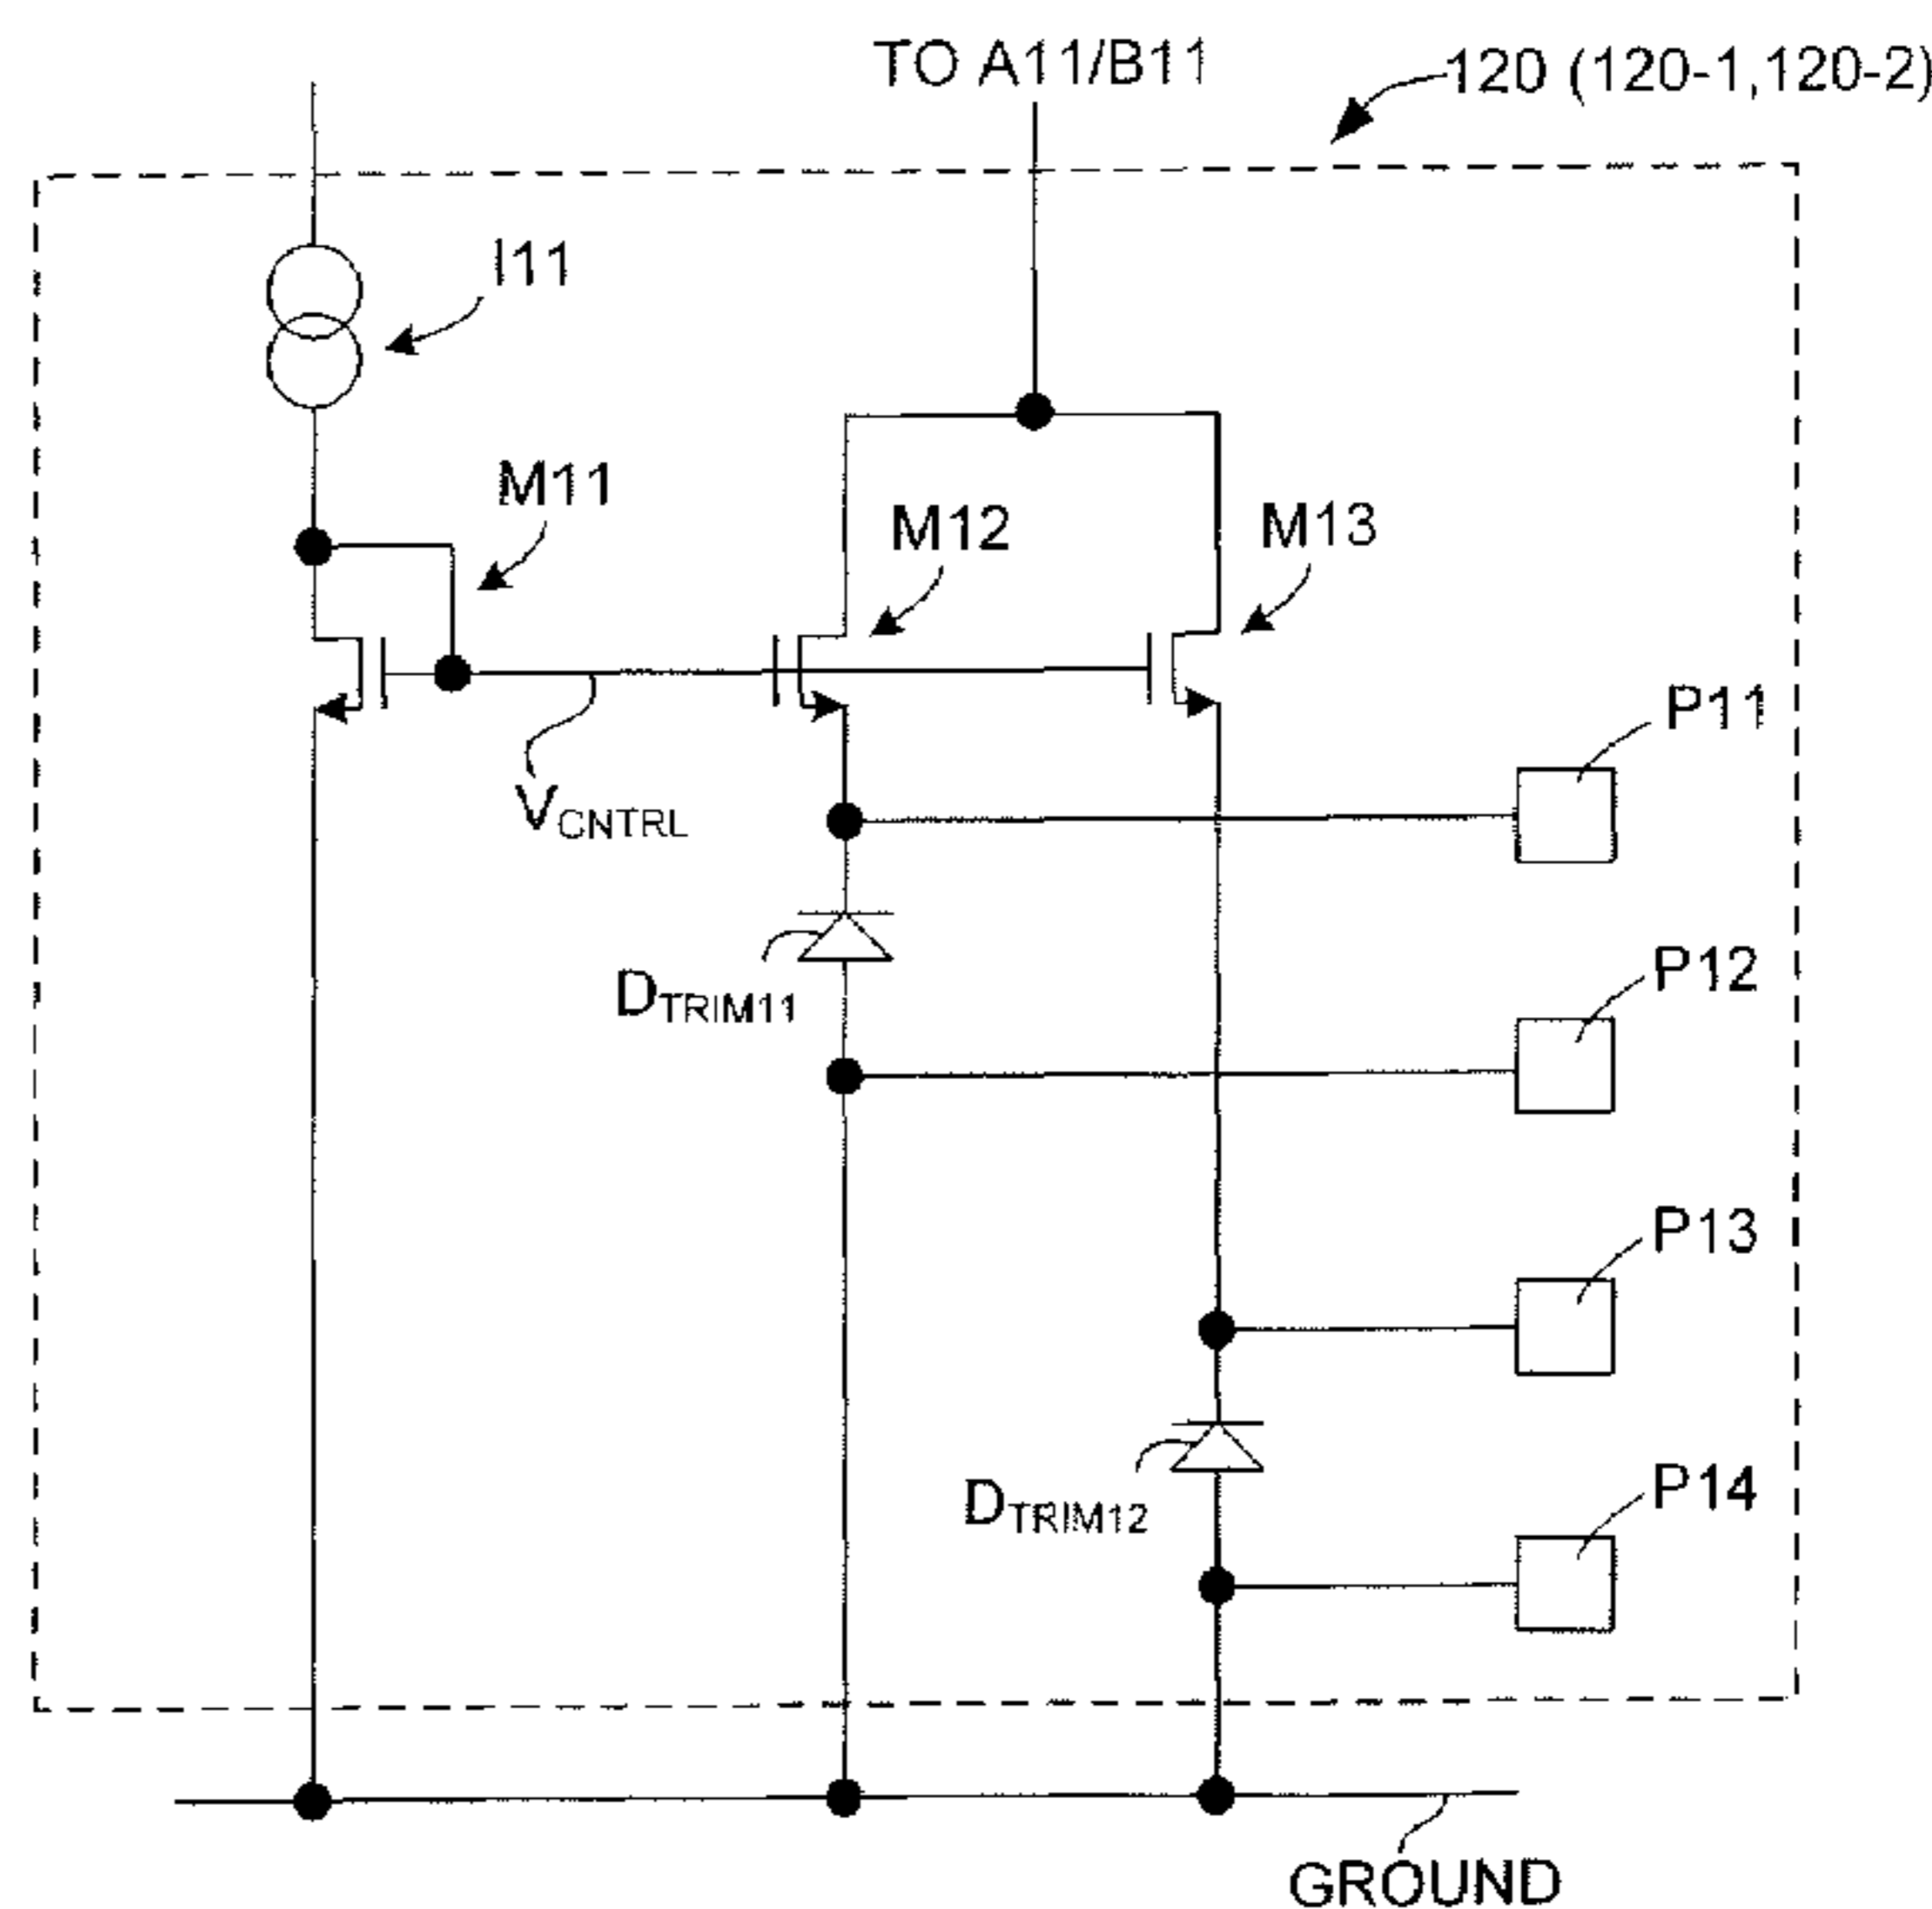 TO A11/B11
120 (120-1,120-2)
I11
M11
M12
M13
P11
VCNTRL
P12
DTRIM11
P13
P14
DTRIM12
GROUND